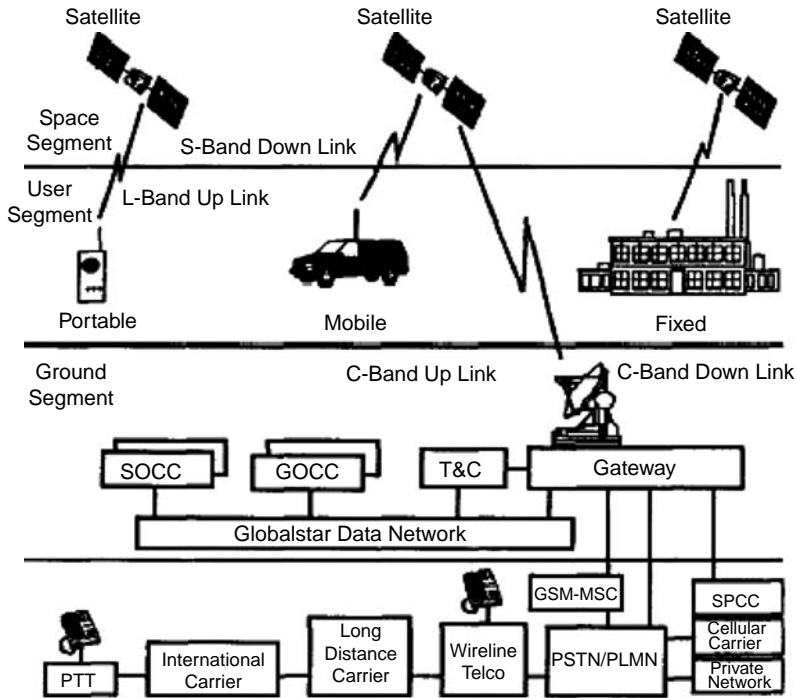 Satellite
Satellite
Satellite
Space
Segment
S-Band Down Link
User
Segment
L-Band Up Link
Portable
Mobile
Fixed
Ground
Segment
C-Band Up Link
C-Band Down Link
SOCC
GOCC
T&C
Gateway
Globalstar Data Network
GSM-MSC
SPCC
PTT
International
Carrier
Long
Distance
Carrier
Wireline
Telco
PSTN/PLMN
Cellular
Carrier
Private
Network